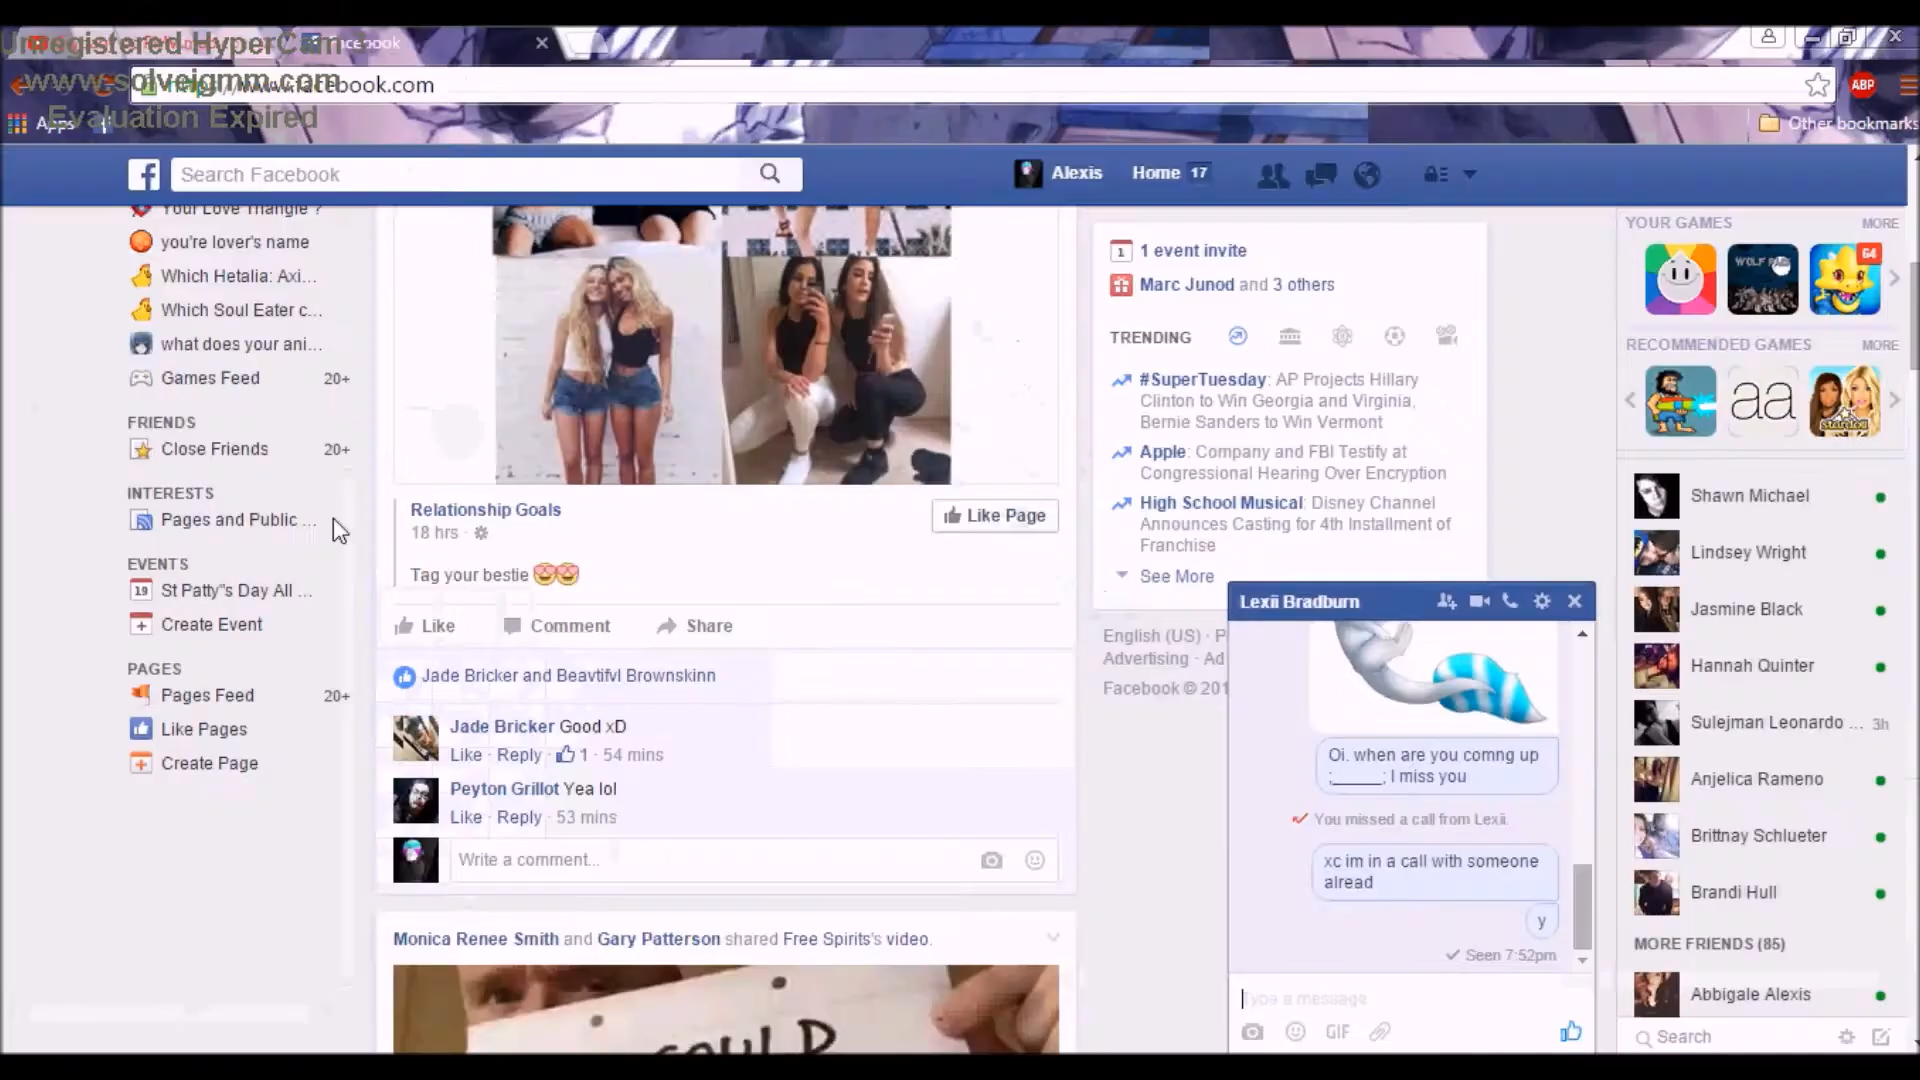 Unregistered HyperCam
Facebook
www.solveigmm.com
www.facebook.com
Evaluation Expired
Apps
ABP
Other bookmarks
Search Facebook
Alexis
Home 17
Your Love Triangle ?
you're lover's name
Which Hetalia: Axi...
Which Soul Eater c...
what does your ani...
Games Feed 20+
FRIENDS
Close Friends 20+
INTERESTS
Pages and Public ...
EVENTS
19 St Patty"s Day All ...
Create Event
PAGES
Pages Feed 20+
Like Pages
Create Page
Relationship Goals
18 hrs ·
Like Page
Tag your bestie
Like Comment Share
Jade Bricker and Beavtifvl Brownskinn
Jade Bricker Good xD
Like · Reply · 1 · 54 mins
Peyton Grillot Yea lol
Like · Reply · 53 mins
Write a comment...
Monica Renee Smith and Gary Patterson shared Free Spirits's video.
COULD
1 1 event invite
Marc Junod and 3 others
TRENDING
#SuperTuesday: AP Projects Hillary
Clinton to Win Georgia and Virginia,
Bernie Sanders to Win Vermont
Apple: Company and FBI Testify at
Congressional Hearing Over Encryption
High School Musical: Disney Channel
Announces Casting for 4th Installment of
Franchise
See More
English (US) · P
Advertising · Ad
Facebook © 201
Lexii Bradburn
Oi. when are you comng up
;______; I miss you
You missed a call from Lexii.
xc im in a call with someone
alread
y
Seen 7:52pm
Type a message...
GIF
YOUR GAMES MORE
WOLF
64
RECOMMENDED GAMES MORE
aa
stardoll
Shawn Michael
Lindsey Wright
Jasmine Black
Hannah Quinter
Sulejman Leonardo ... 3h
Anjelica Rameno
Brittnay Schlueter
Brandi Hull
MORE FRIENDS (85)
Abbigale Alexis
Search